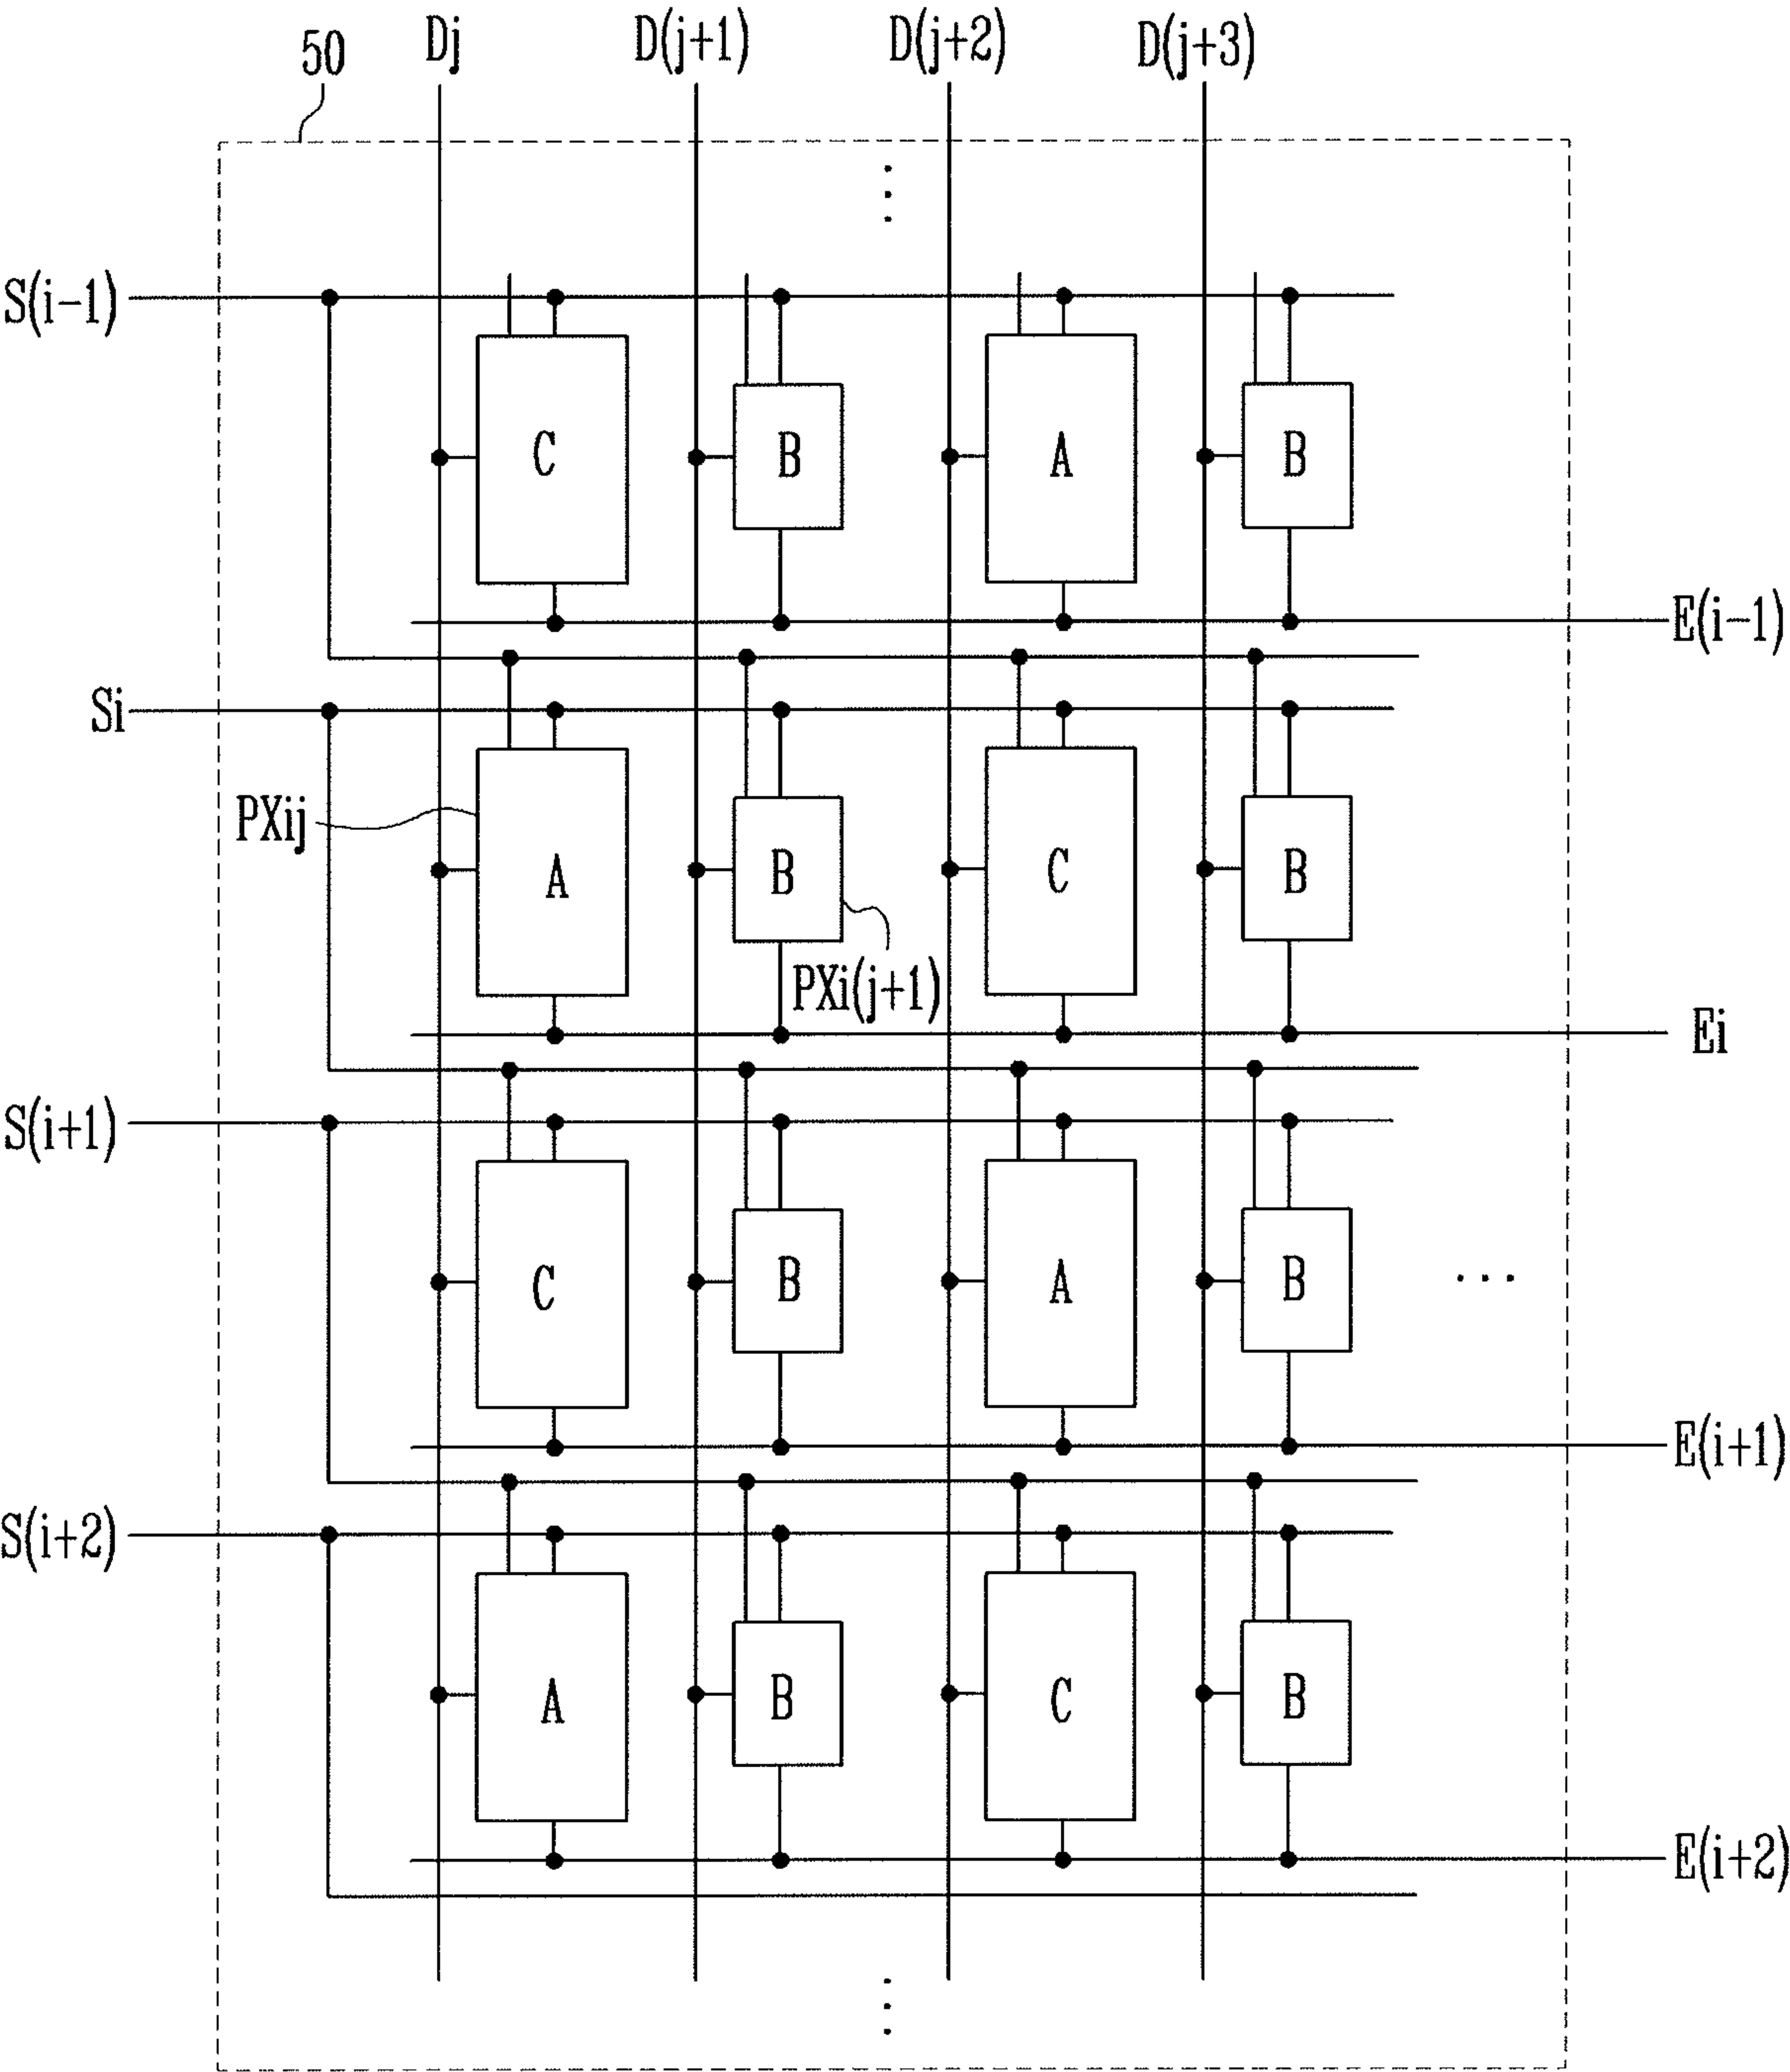 50 Dj D(j+1) D(j+2) D(j+3)
S(i-1)
C B A B
E(i-1)
Si
PXij A B C B
PXi(j+1)
Ei
S(i+1)
C B A B
E(i+1)
S(i+2)
A B C B
E(i+2)